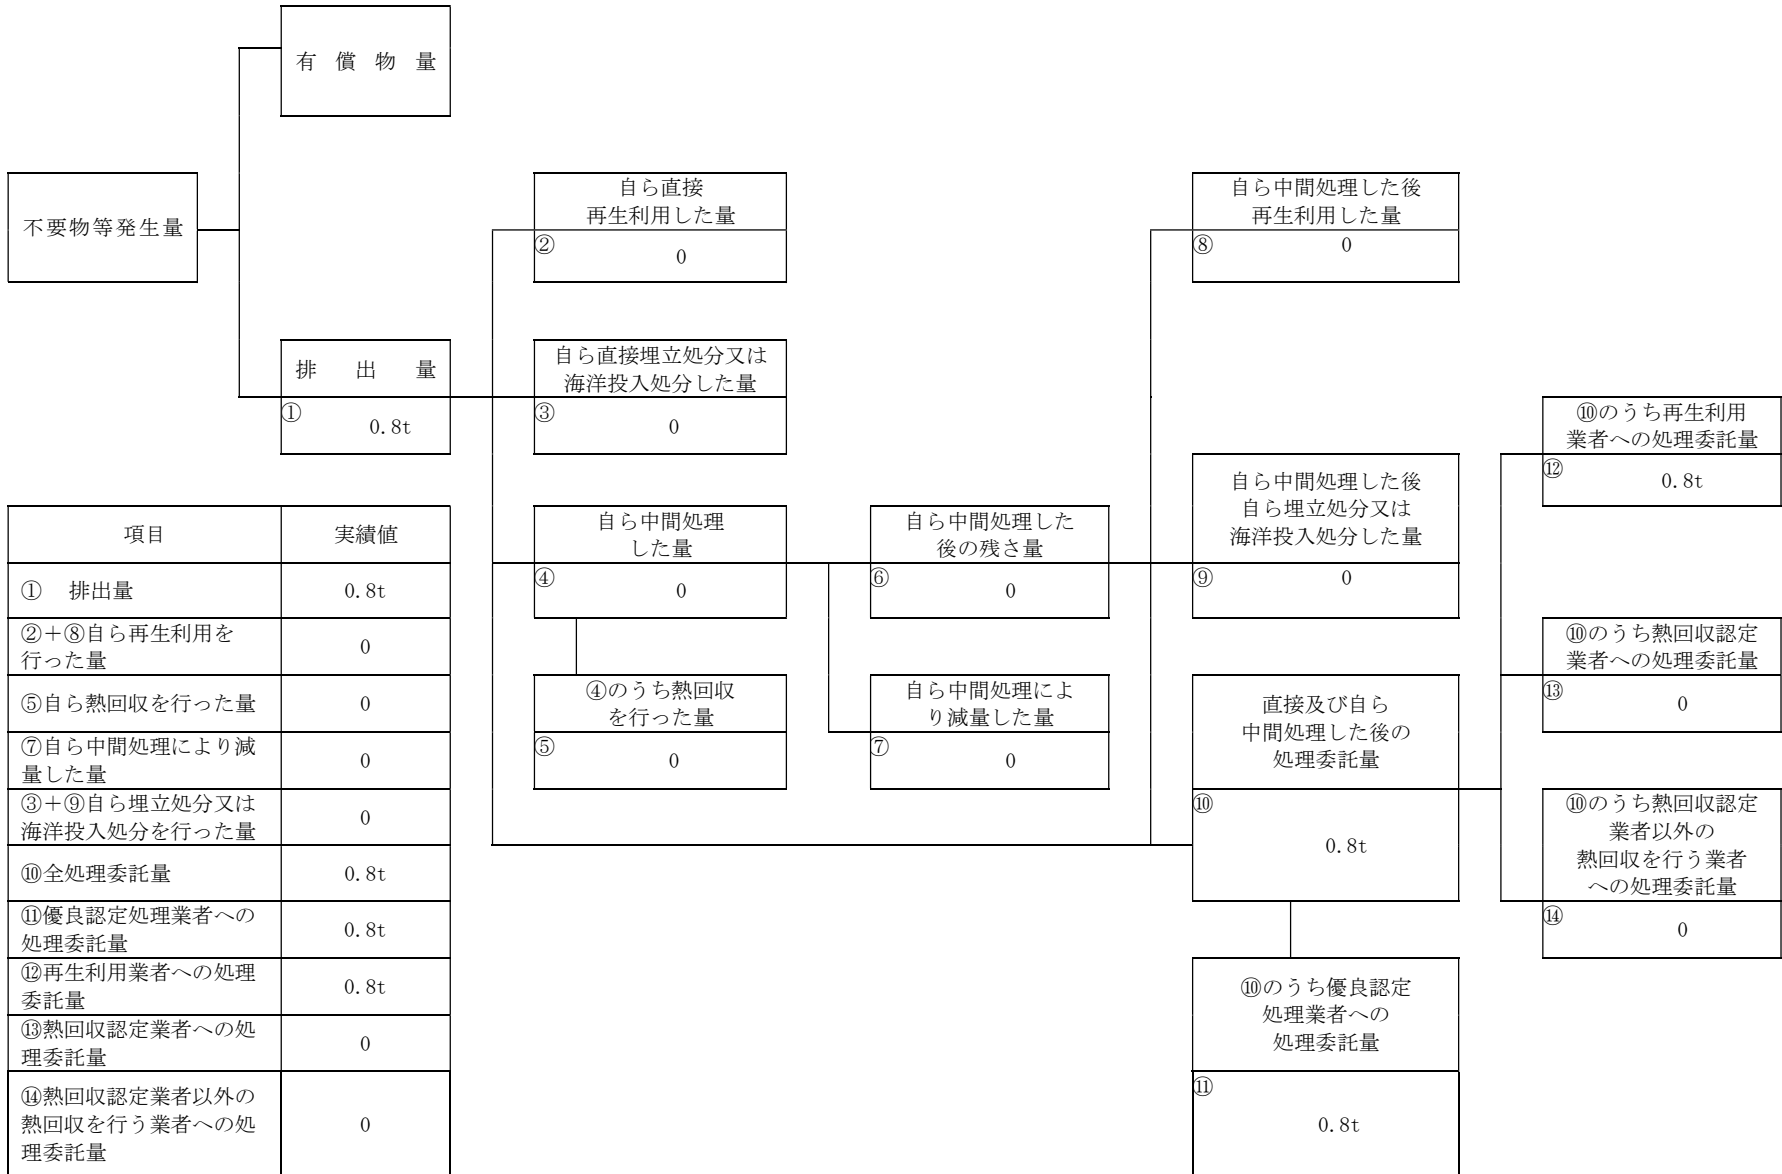 有償物量
不要物等発生量
自ら直接
再生利用した量
② 0
自ら中間処理した後
再生利用した量
⑧ 0
排出量
① 0.8t
自ら直接埋立処分又は
海洋投入処分した量
③ 0
⑩のうち再生利用
業者への処理委託量
⑫ 0.8t
自ら中間処理した後
自ら埋立処分又は
海洋投入処分した量
⑨ 0
自ら中間処理
した量
④ 0
自ら中間処理した
後の残さ量
⑥ 0
⑩のうち熱回収認定
業者への処理委託量
⑬ 0
④のうち熱回収
を行った量
⑤ 0
自ら中間処理によ
り減量した量
⑦ 0
直接及び自ら
中間処理した後の
処理委託量
⑩ 0.8t
⑩のうち熱回収認定
業者以外の
熱回収を行う業者
への処理委託量
⑭ 0
⑩のうち優良認定
処理業者への
処理委託量
⑪ 0.8t
項目 実績値
① 排出量 0.8t
②＋⑧自ら再生利用を
行った量 0
⑤自ら熱回収を行った量 0
⑦自ら中間処理により減
量した量 0
③＋⑨自ら埋立処分又は
海洋投入処分を行った量 0
⑩全処理委託量 0.8t
⑪優良認定処理業者への
処理委託量 0.8t
⑫再生利用業者への処理
委託量 0.8t
⑬熱回収認定業者への処
理委託量 0
⑭熱回収認定業者以外の
熱回収を行う業者への処
理委託量 0